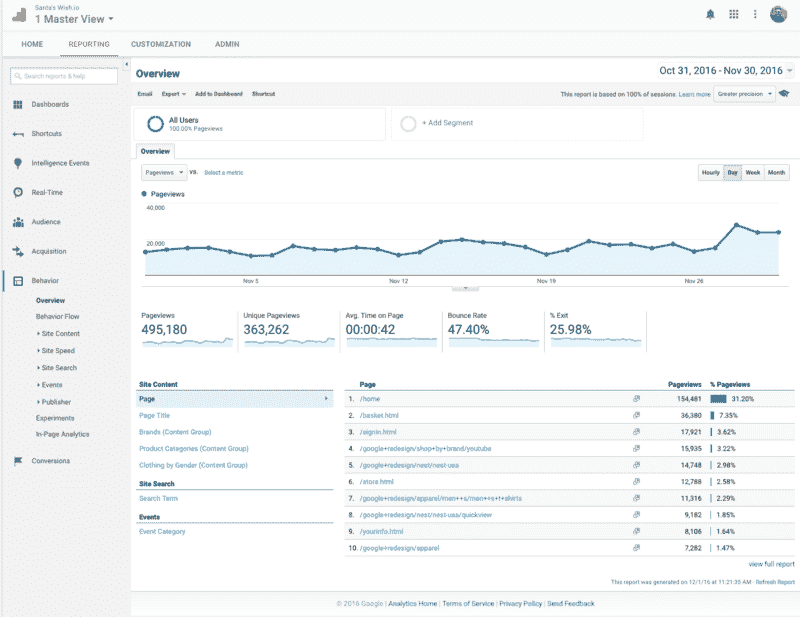 Santa's Wish.io
1 Master View
HOME REPORTING CUSTOMIZATION ADMIN
Search reports & help
Dashboards
Shortcuts
Intelligence Events
Real-Time
Audience
Acquisition
Behavior
Overview
Behavior Flow
Site Content
Site Speed
Site Search
Events
Publisher
Experiments
In-Page Analytics
Conversions
Overview
Oct 31, 2016 - Nov 30, 2016
Email Export Add to Dashboard Shortcut
This report is based on 100% of sessions. Learn more
Greater precision
All Users
100.00% Pageviews
+ Add Segment
Overview
Pageviews VS. Select a metric
Hourly Day Week Month
Pageviews
40,000
20,000
Nov 5 Nov 12 Nov 19 Nov 26
Pageviews
495,180
Unique Pageviews
363,262
Avg. Time on Page
00:00:42
Bounce Rate
47.40%
% Exit
25.98%
Site Content
Page
Page Title
Brands (Content Group)
Product Categories (Content Group)
Clothing by Gender (Content Group)
Site Search
Search Term
Events
Event Category
Page Pageviews % Pageviews
1. /home 154,481 31.20%
2. /basket.html 36,380 7.35%
3. /signin.html 17,921 3.62%
4. /google+redesign/shop+by+brand/youtube 15,935 3.22%
5. /google+redesign/nest/nest-usa 14,748 2.98%
6. /store.html 12,788 2.58%
7. /google+redesign/apparel/men++s/men++s+t+shirts 11,316 2.29%
8. /google+redesign/nest/nest-usa/quickview 9,182 1.85%
9. /yourinfo.html 8,106 1.64%
10. /google+redesign/apparel 7,282 1.47%
view full report
This report was generated on 12/1/16 at 11:21:35 AM - Refresh Report
© 2016 Google | Analytics Home | Terms of Service | Privacy Policy | Send Feedback